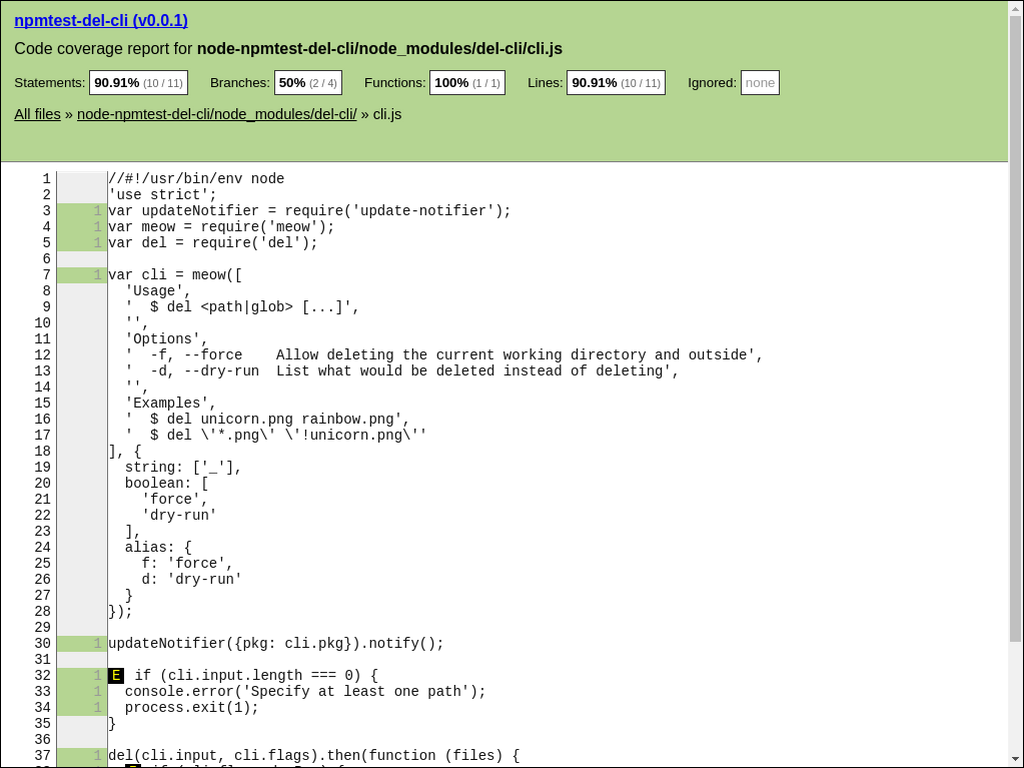 npmtest-del-cli (v0.0.1)
Code coverage report for node-npmtest-del-cli/node_modules/del-cli/cli.js
Statements: 90.91% (10 / 11) Branches: 50% (2 / 4) Functions: 100% (1 / 1) Lines: 90.91% (10 / 11) Ignored: none
All files » node-npmtest-del-cli/node_modules/del-cli/ » cli.js
1 //#!/usr/bin/env node
2 'use strict';
3 1 var updateNotifier = require('update-notifier');
4 1 var meow = require('meow');
5 1 var del = require('del');
6
7 1 var cli = meow([
8 'Usage',
9 '  $ del <path|glob> [...]',
10 '',
11 'Options',
12 '  -f, --force    Allow deleting the current working directory and outside',
13 '  -d, --dry-run  List what would be deleted instead of deleting',
14 '',
15 'Examples',
16 '  $ del unicorn.png rainbow.png',
17 '  $ del \'*.png\' \'!unicorn.png\''
18 ], {
19 string: ['_'],
20 boolean: [
21 'force',
22 'dry-run'
23 ],
24 alias: {
25 f: 'force',
26 d: 'dry-run'
27 }
28 });
29
30 1 updateNotifier({pkg: cli.pkg}).notify();
31
32 1 E if (cli.input.length === 0) {
33 1 console.error('Specify at least one path');
34 1 process.exit(1);
35 }
36
37 1 del(cli.input, cli.flags).then(function (files) {